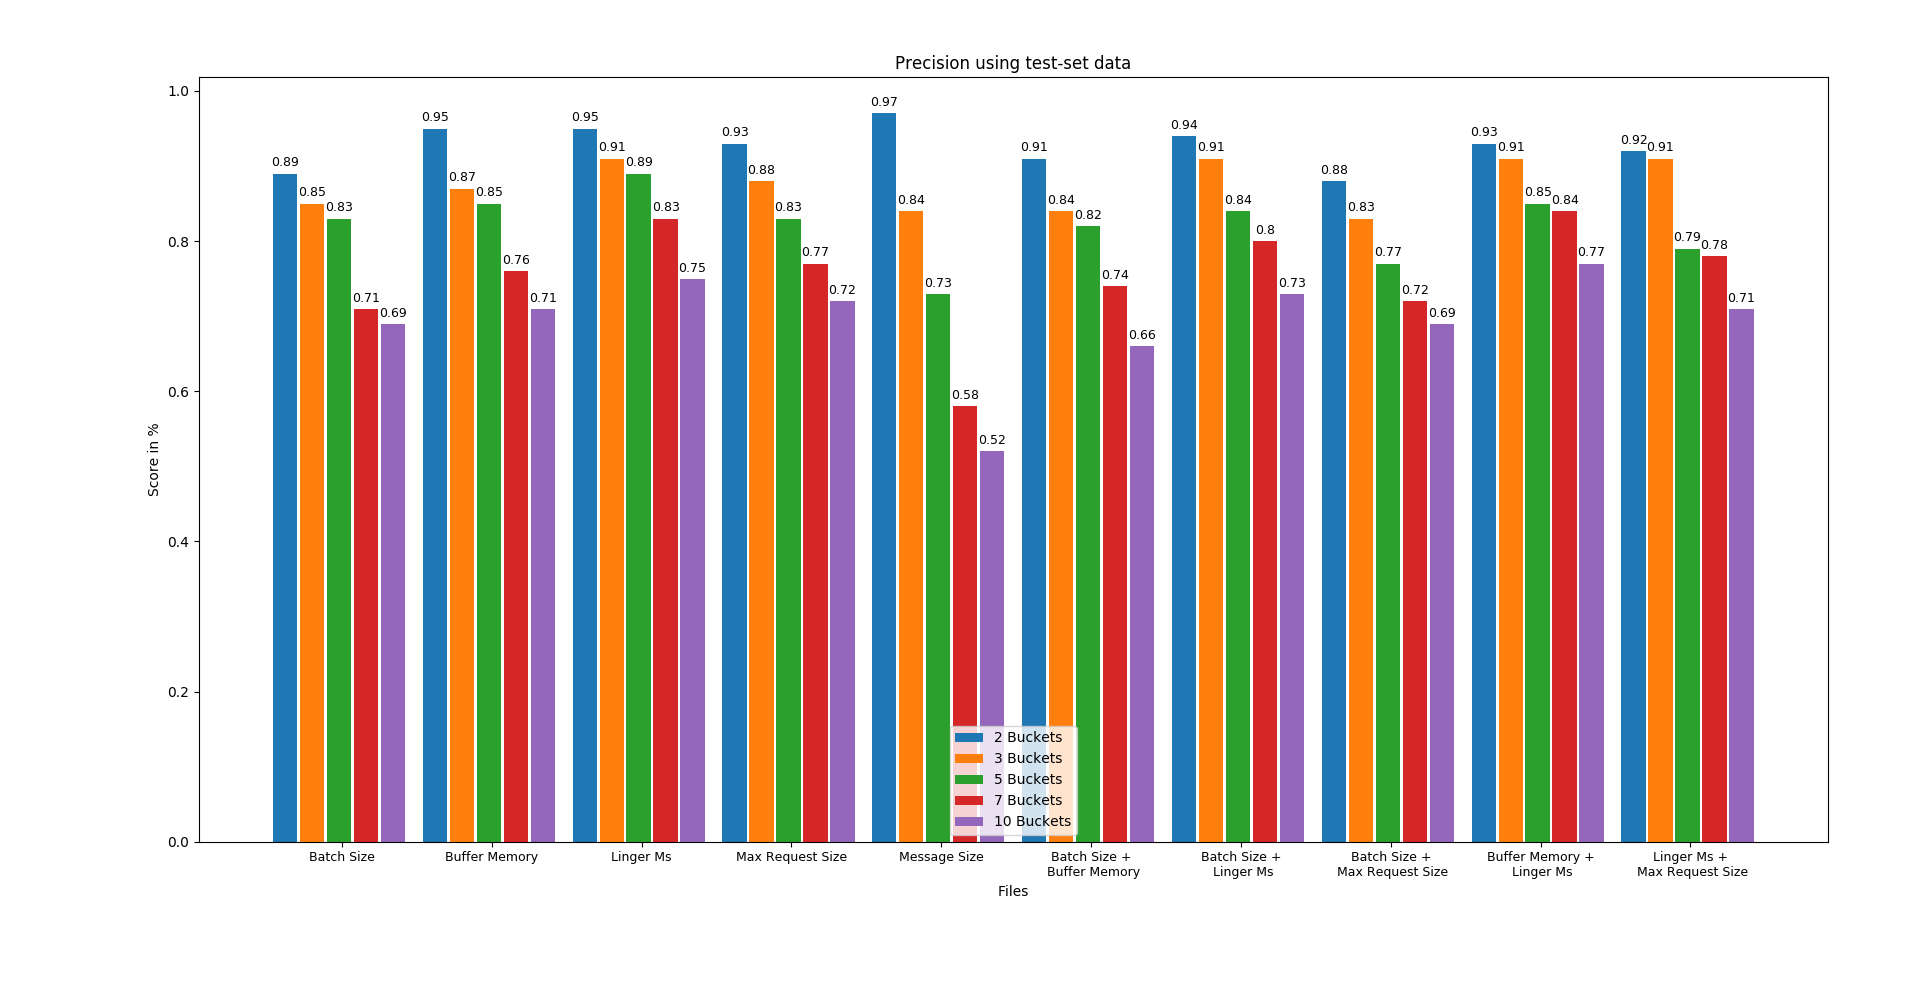 Precision using test-set data
1.0
0.8
0.6
0.4
0.2
0.0
Score in %
0.89
0.85
0.83
0.71
0.69
0.95
0.87
0.85
0.76
0.71
0.95
0.91
0.89
0.83
0.75
0.93
0.88
0.83
0.77
0.72
0.97
0.84
0.73
0.58
0.52
0.91
0.84
0.82
0.74
0.66
0.94
0.91
0.84
0.8
0.73
0.88
0.83
0.77
0.72
0.69
0.93
0.91
0.85
0.84
0.77
0.92
0.91
0.79
0.78
0.71
2 Buckets
3 Buckets
5 Buckets
7 Buckets
10 Buckets
Batch Size
Buffer Memory
Linger Ms
Max Request Size
Message Size
Batch Size +
Buffer Memory
Batch Size +
Linger Ms
Batch Size +
Max Request Size
Buffer Memory +
Linger Ms
Linger Ms +
Max Request Size
Files